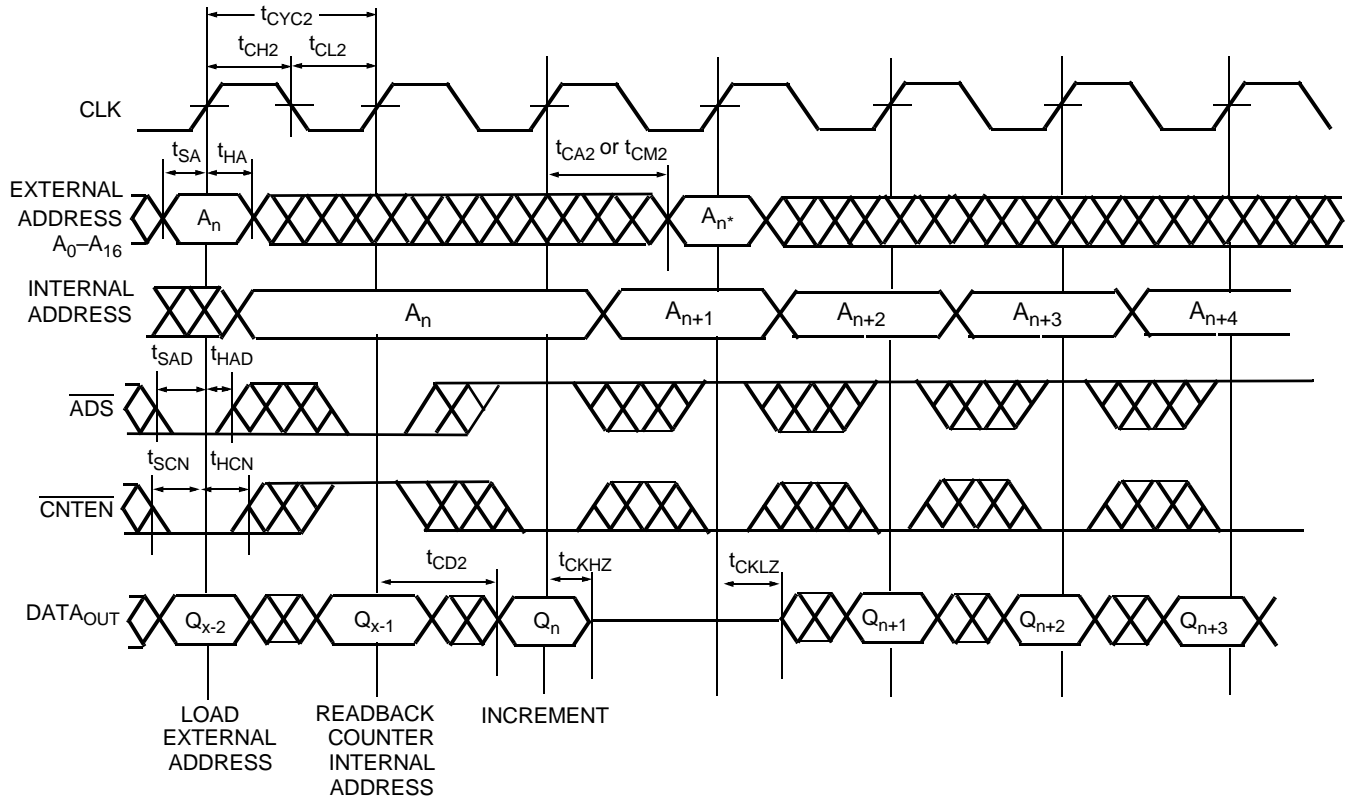 tCYC2
tCH2
tCL2
CLK
tSA
tHA
tCA2 or tCM2
EXTERNAL
ADDRESS
A0–A16
An
An*
INTERNAL
ADDRESS
An
An+1
An+2
An+3
An+4
tSAD
tHAD
ADS
tSCN
tHCN
CNTEN
tCD2
tCKHZ
tCKLZ
DATAOUT
Qx-2
Qx-1
Qn
Qn+1
Qn+2
Qn+3
LOAD
EXTERNAL
ADDRESS
READBACK
COUNTER
INTERNAL
ADDRESS
INCREMENT